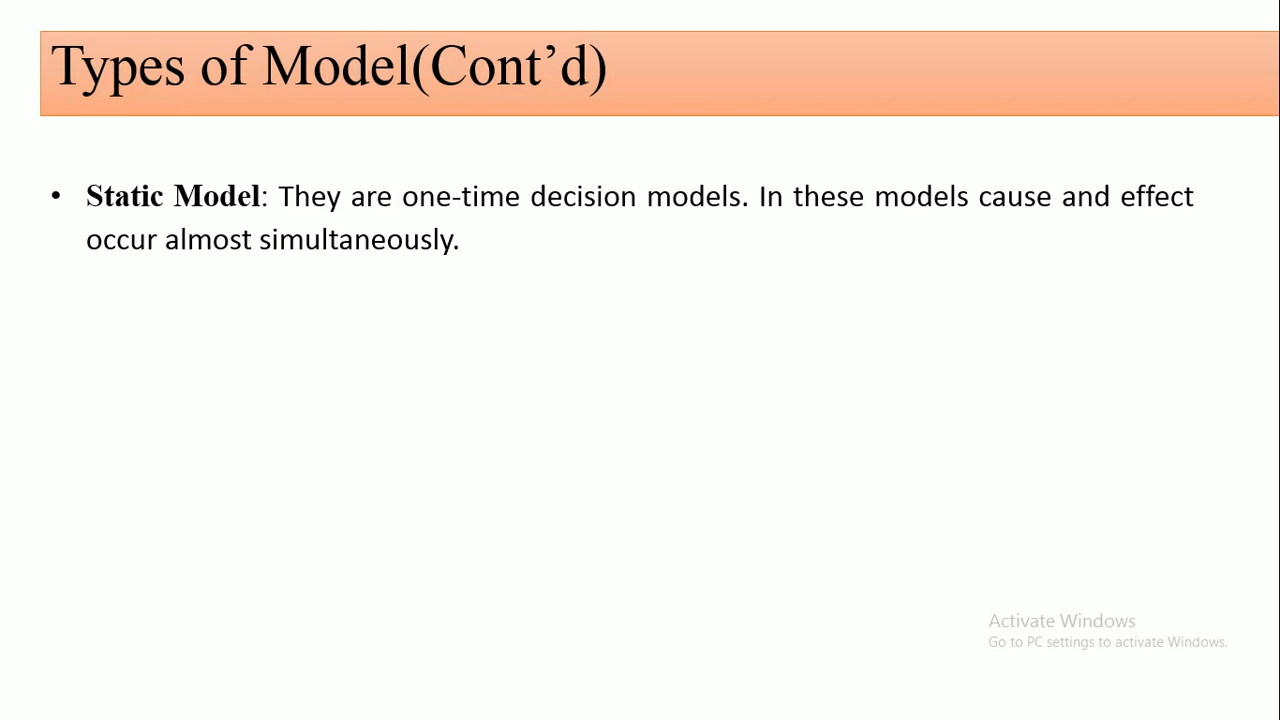 Types of Model(Cont’d)
• Static Model: They are one-time decision models. In these models cause and effect
occur almost simultaneously.
Activate Windows
Go to PC settings to activate Windows.